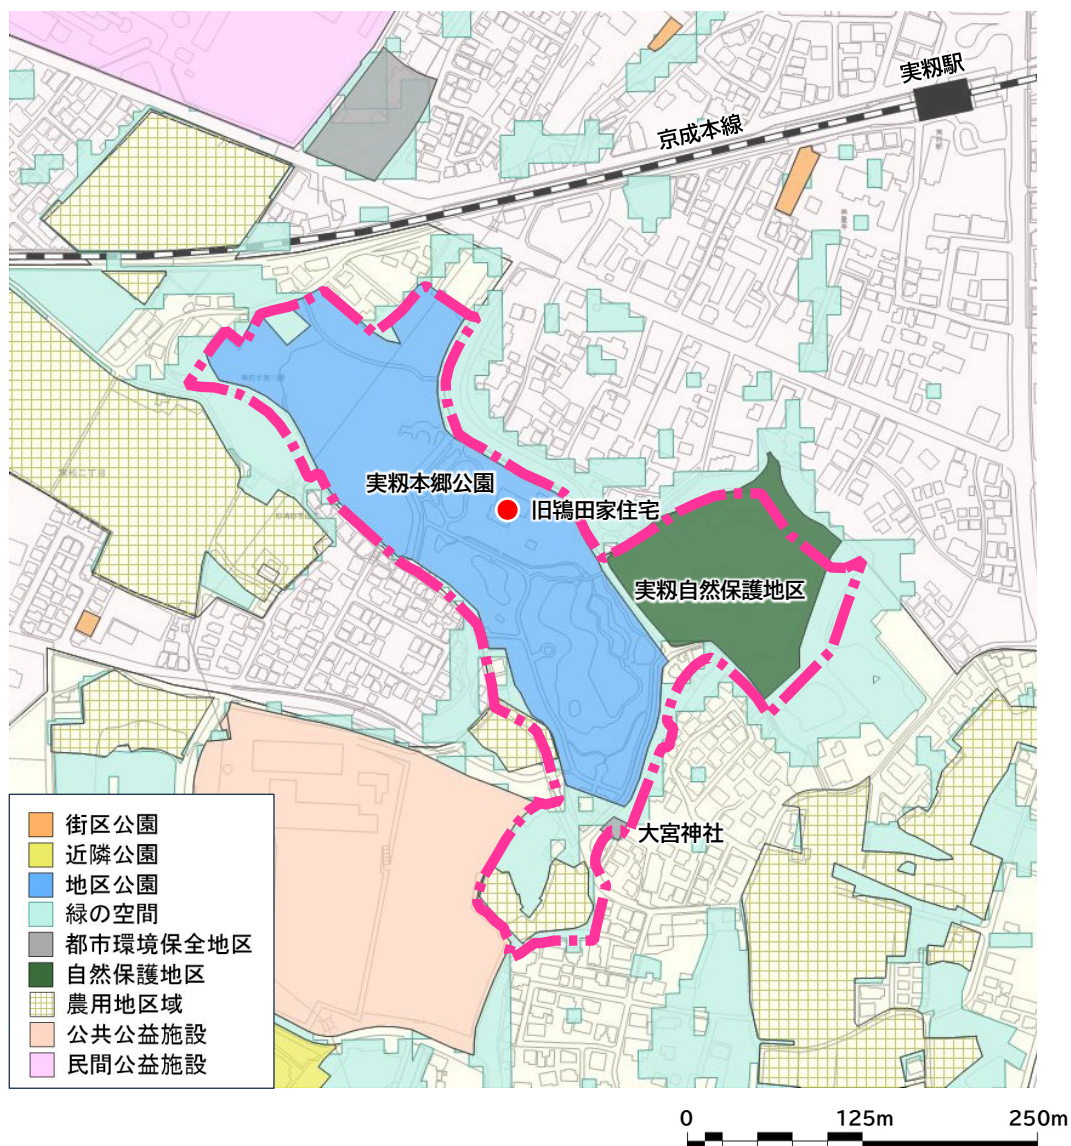 実籾駅
京成本線
実籾本郷公園
旧鴇田家住宅
実籾自然保護地区
大宮神社
街区公園
近隣公園
地区公園
緑の空間
都市環境保全地区
自然保護地区
農用地区域
公共公益施設
民間公益施設
0 125m 250m